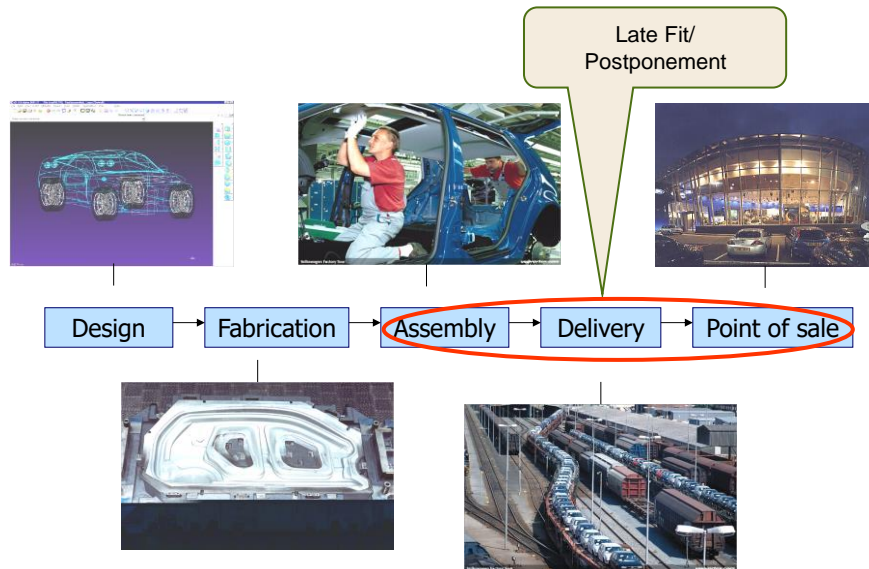 Late Fit/
Postponement
Design
Fabrication
Assembly
Delivery
Point of sale